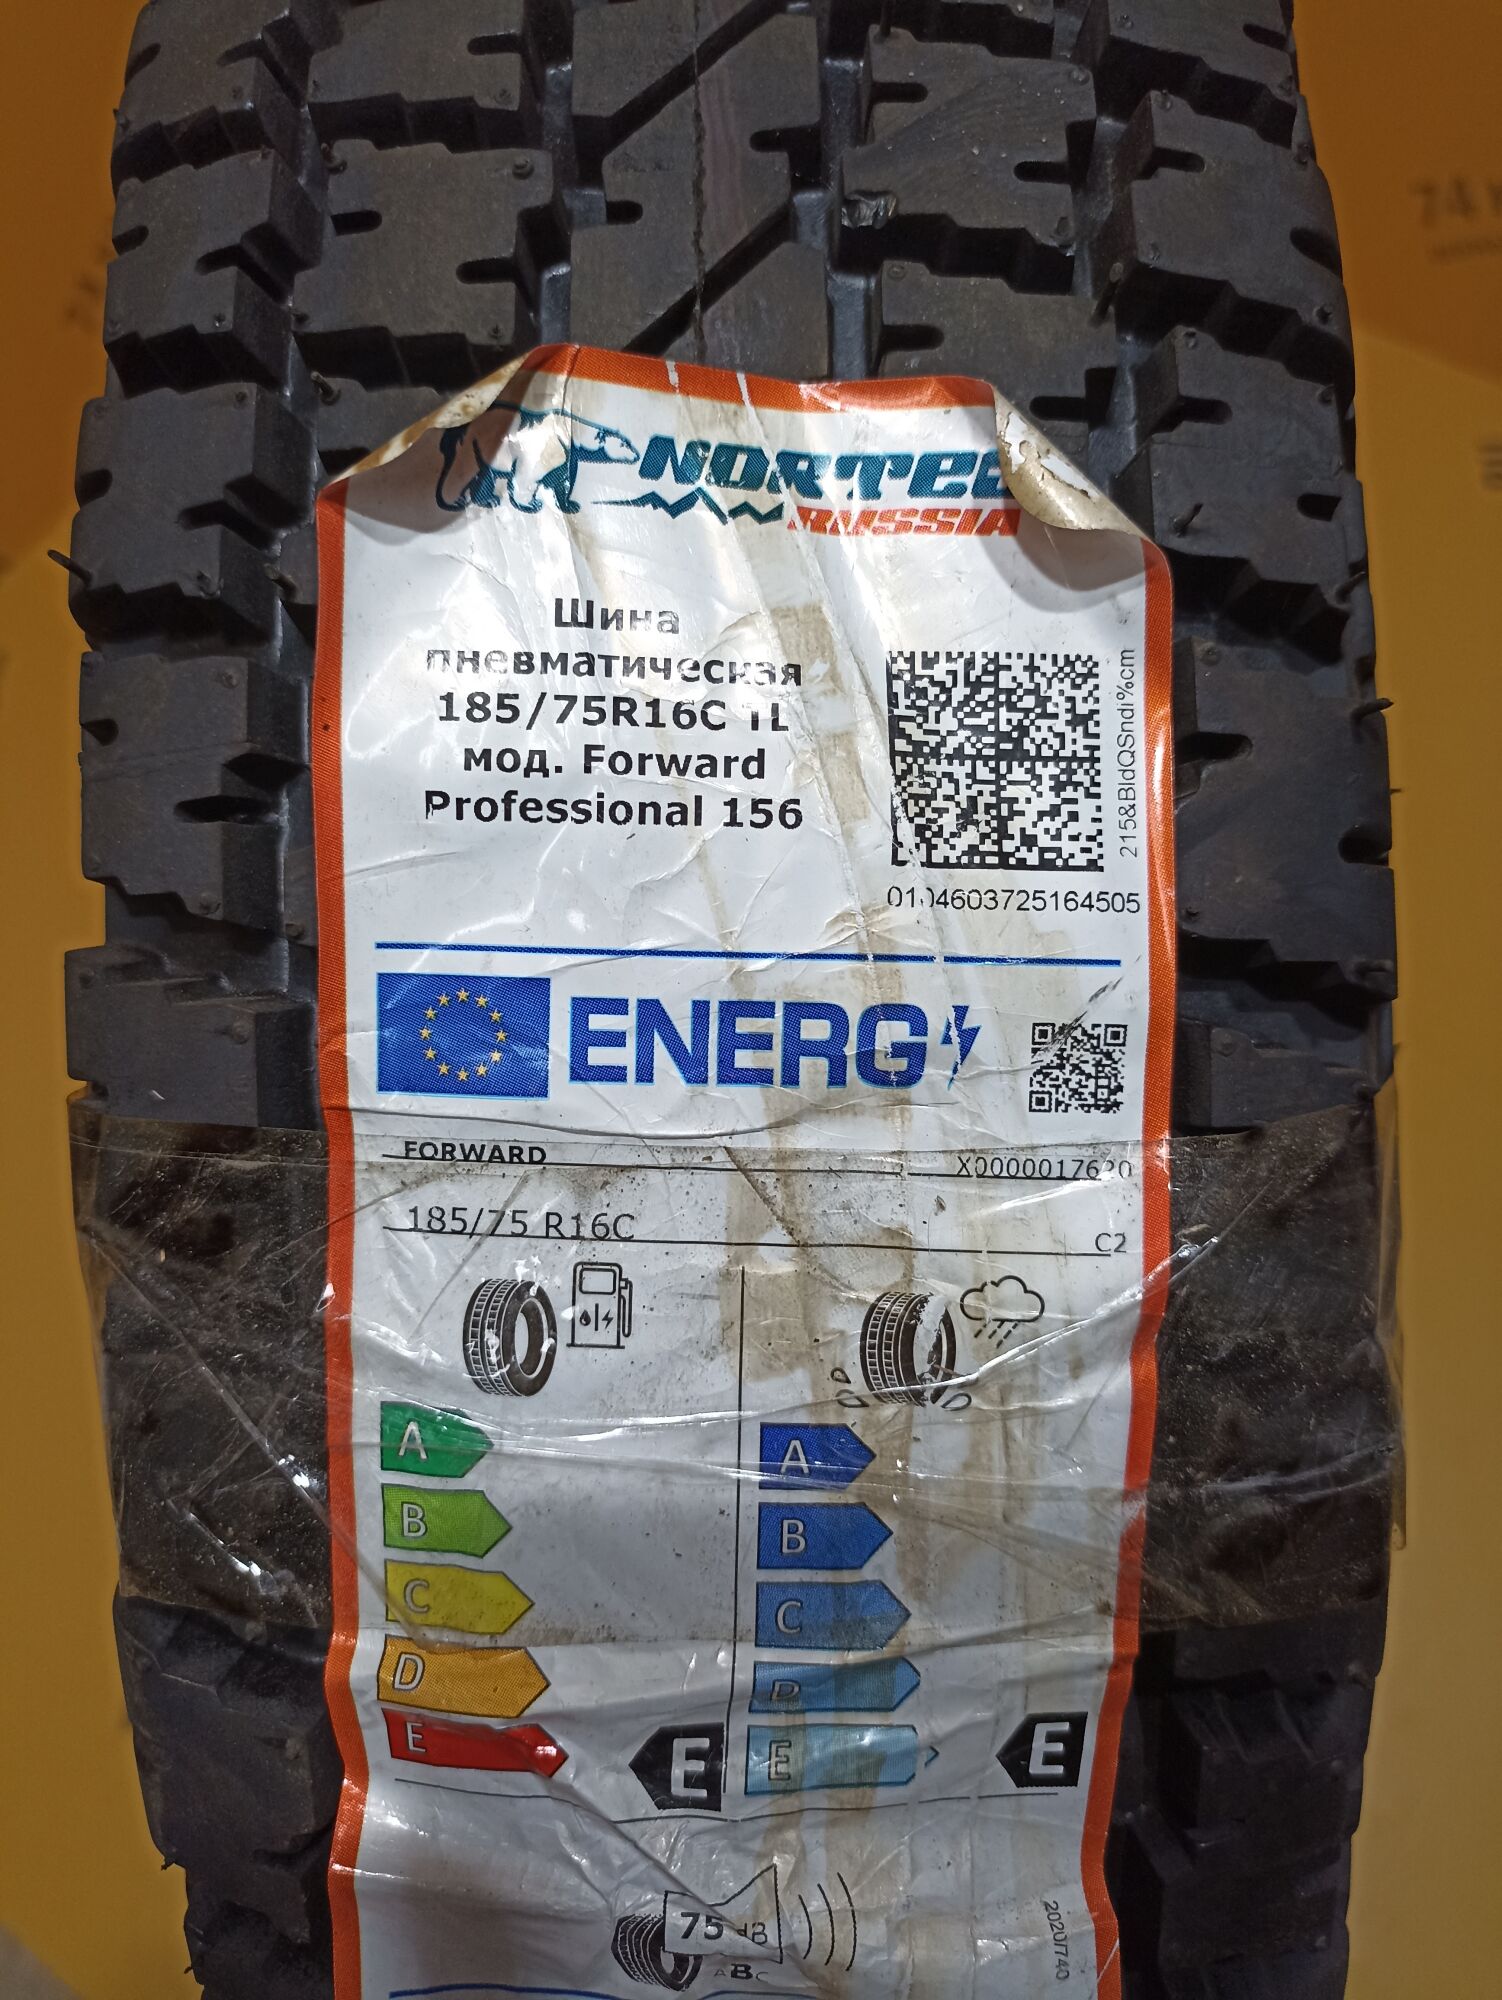 NORTEC
RUSSIA
Шина
пневматическая
185/75R16C TL
мод. Forward
Professional 156
215&BldQSndi%cm
0104603725164505
ENERG
FORWARD
185/75 R16C
C2
A
B
C
D
E
E
A
B
C
D
E
E
75 dB
ABC
2020/740